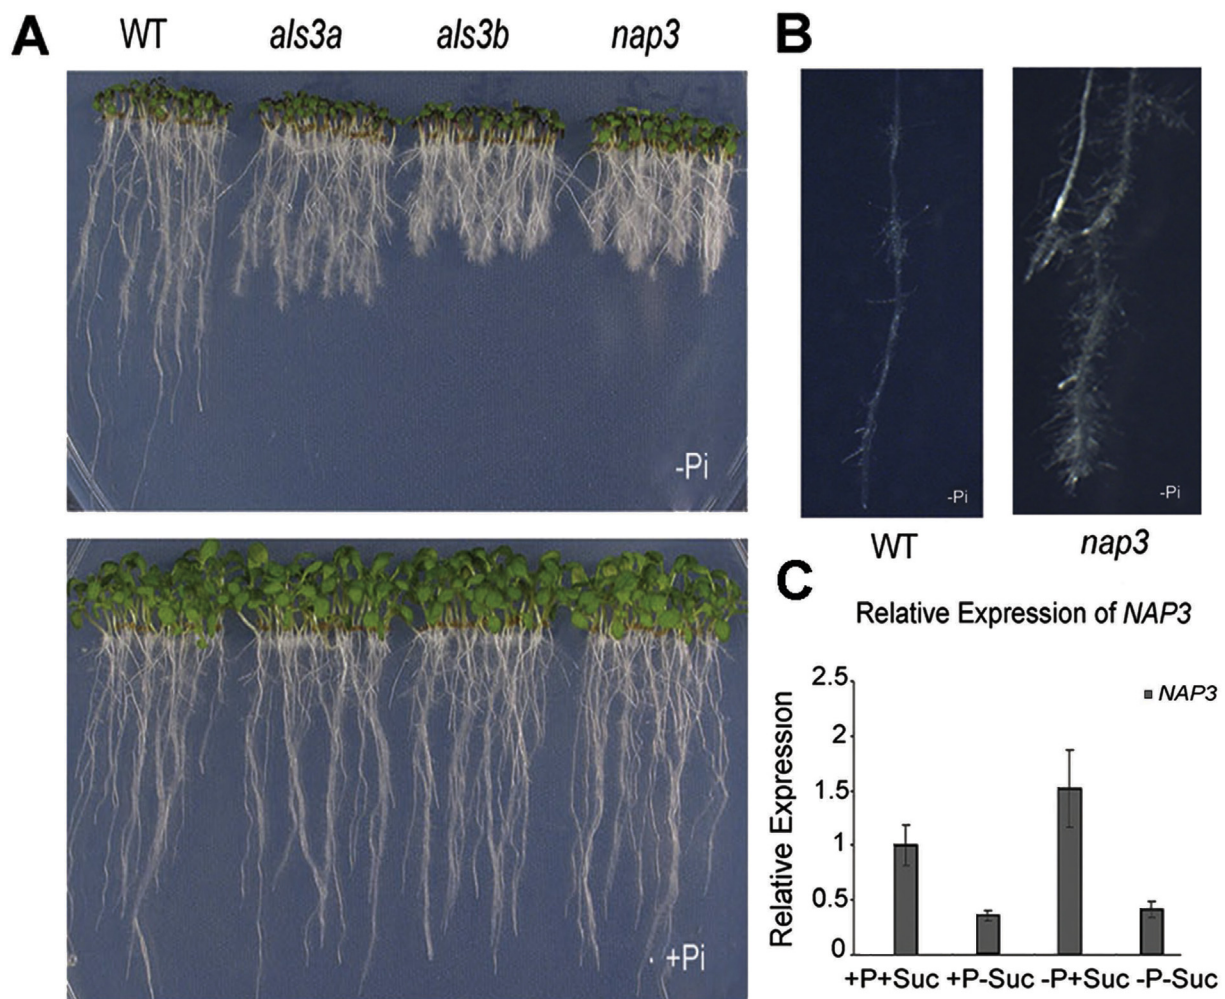 A
WT als3a als3b nap3
-Pi
+Pi
B
-Pi
-Pi
WT nap3
C
Relative Expression of NAP3
NAP3
Relative Expression
2.5
2
1.5
1
0.5
0
+P+Suc +P-Suc -P+Suc -P-Suc